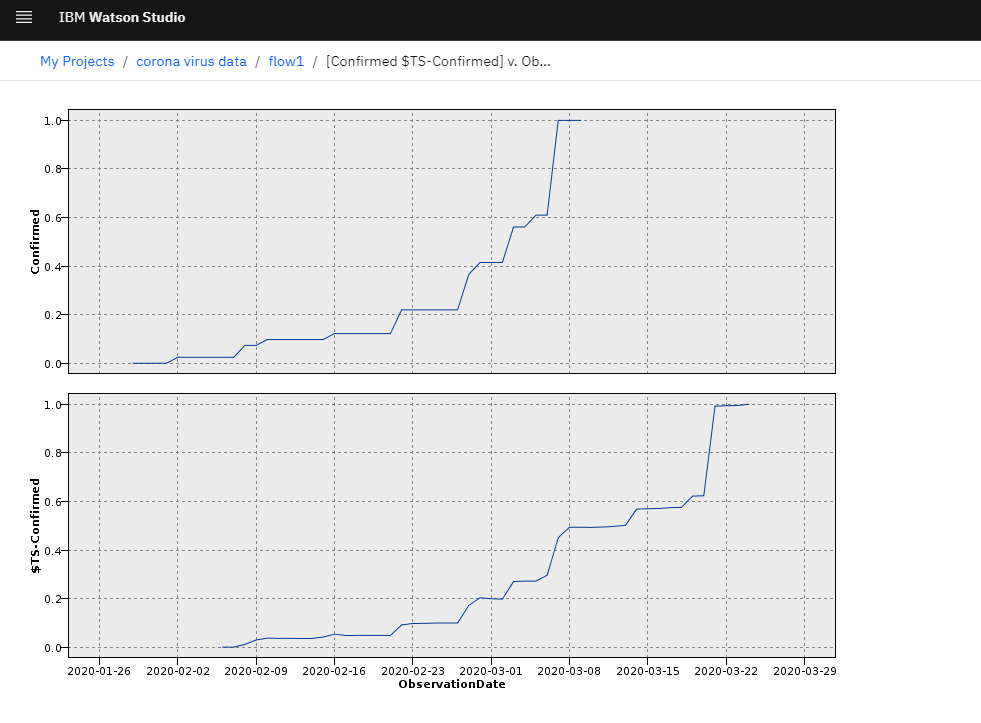 IBM Watson Studio
My Projects / corona virus data / flow1 / [Confirmed $TS-Confirmed] v. Ob...
Confirmed
1.0
0.8
0.6
0.4
0.2
0.0
$TS-Confirmed
1.0
0.8
0.6
0.4
0.2
0.0
2020-01-26 2020-02-02 2020-02-09 2020-02-16 2020-02-23 2020-03-01 2020-03-08 2020-03-15 2020-03-22 2020-03-29
ObservationDate